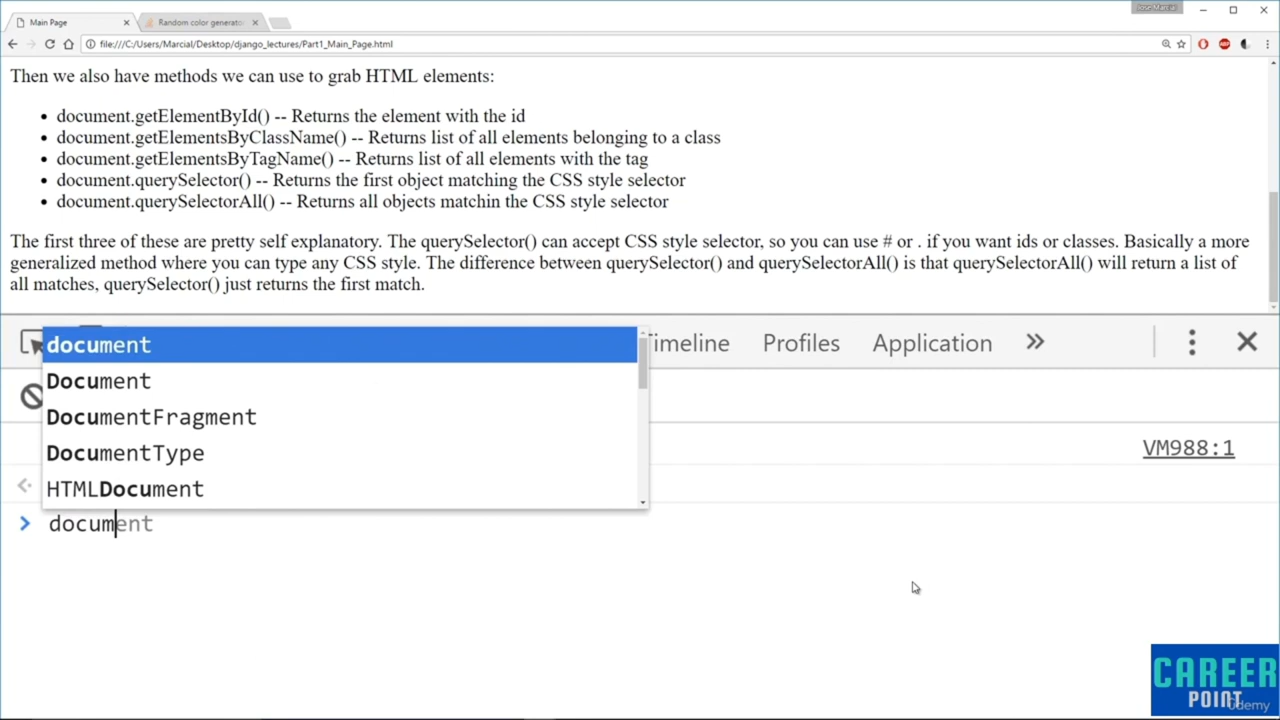 Jose Marcial
Main Page
Random color generato
file:///C:/Users/Marcial/Desktop/django_lectures/Part1_Main_Page.html
ABP
Then we also have methods we can use to grab HTML elements:
document.getElementById() -- Returns the element with the id
document.getElementsByClassName() -- Returns list of all elements belonging to a class
document.getElementsByTagName() -- Returns list of all elements with the tag
document.querySelector() -- Returns the first object matching the CSS style selector
document.querySelectorAll() -- Returns all objects matchin the CSS style selector
The first three of these are pretty self explanatory. The querySelector() can accept CSS style selector, so you can use # or . if you want ids or classes. Basically a more
generalized method where you can type any CSS style. The difference between querySelector() and querySelectorAll() is that querySelectorAll() will return a list of
all matches, querySelector() just returns the first match.
Timeline Profiles Application
document
Document
DocumentFragment
DocumentType
HTMLDocument
VM988:1
document
CAREER
POINT
Udemy